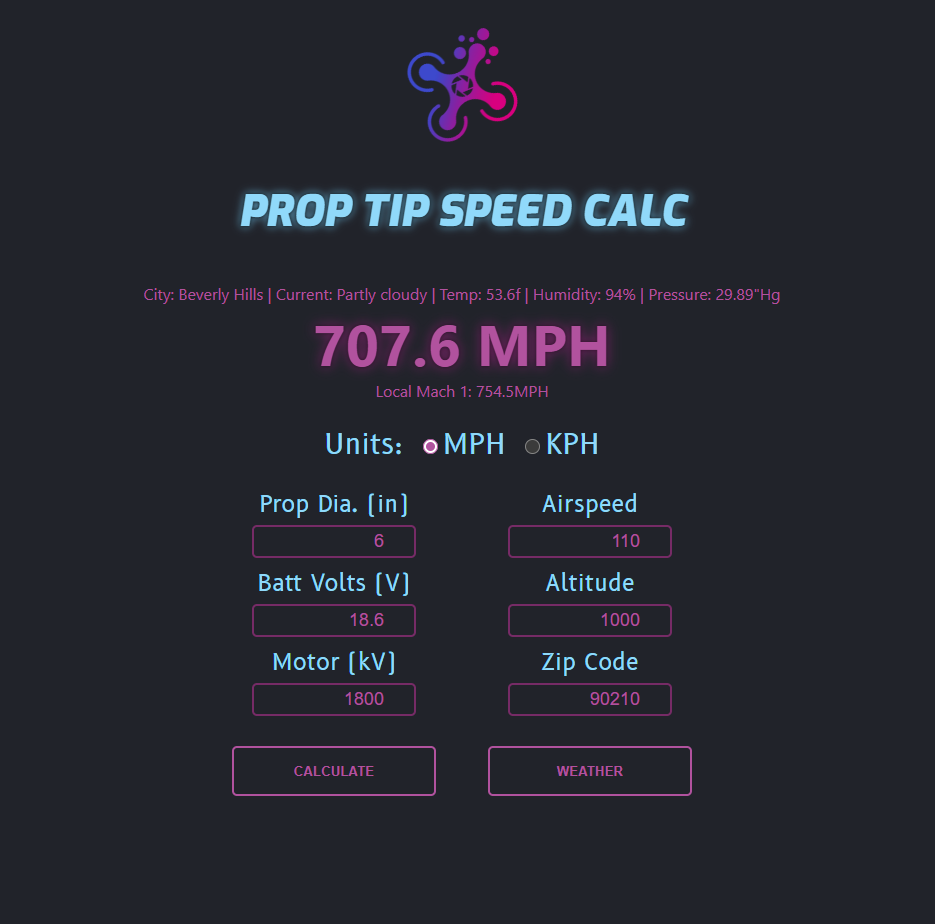 PROP TIP SPEED CALC
City: Beverly Hills | Current: Partly cloudy | Temp: 53.6f | Humidity: 94% | Pressure: 29.89"Hg
707.6 MPH
Local Mach 1: 754.5MPH
Units: MPH KPH
Prop Dia. (in) Airspeed
6 110
Batt Volts (V) Altitude
18.6 1000
Motor (kV) Zip Code
1800 90210
CALCULATE WEATHER